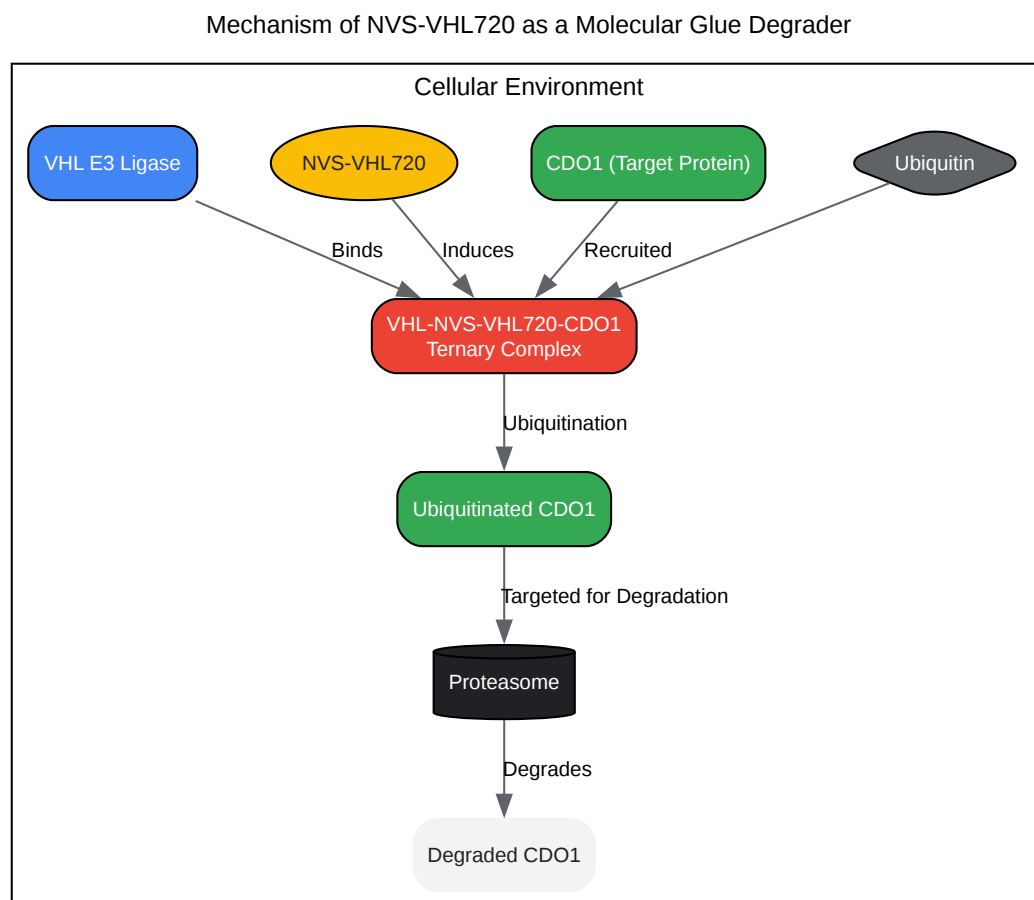 Mechanism of NVS-VHL720 as a Molecular Glue Degrader
Cellular Environment
VHL E3 Ligase
NVS-VHL720
CDO1 (Target Protein)
Ubiquitin
Binds
Induces
Recruited
VHL-NVS-VHL720-CDO1
Ternary Complex
Ubiquitination
Ubiquitinated CDO1
Targeted for Degradation
Proteasome
Degrades
Degraded CDO1